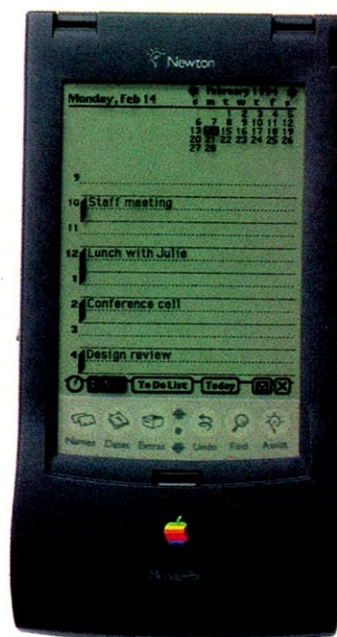 Newton
Monday, Feb 14
February 1994
s m t w t f s
1 2 3 4 5
6 7 8 9 10 11 12
13 15 16 17 18 19
20 21 22 23 24 25 26
27 28
9
10 Staff meeting
11
12 Lunch with Julie
1
2 Conference call
3
4 Design review
To Do List Today
Names Dates Extras Undo Find Assist